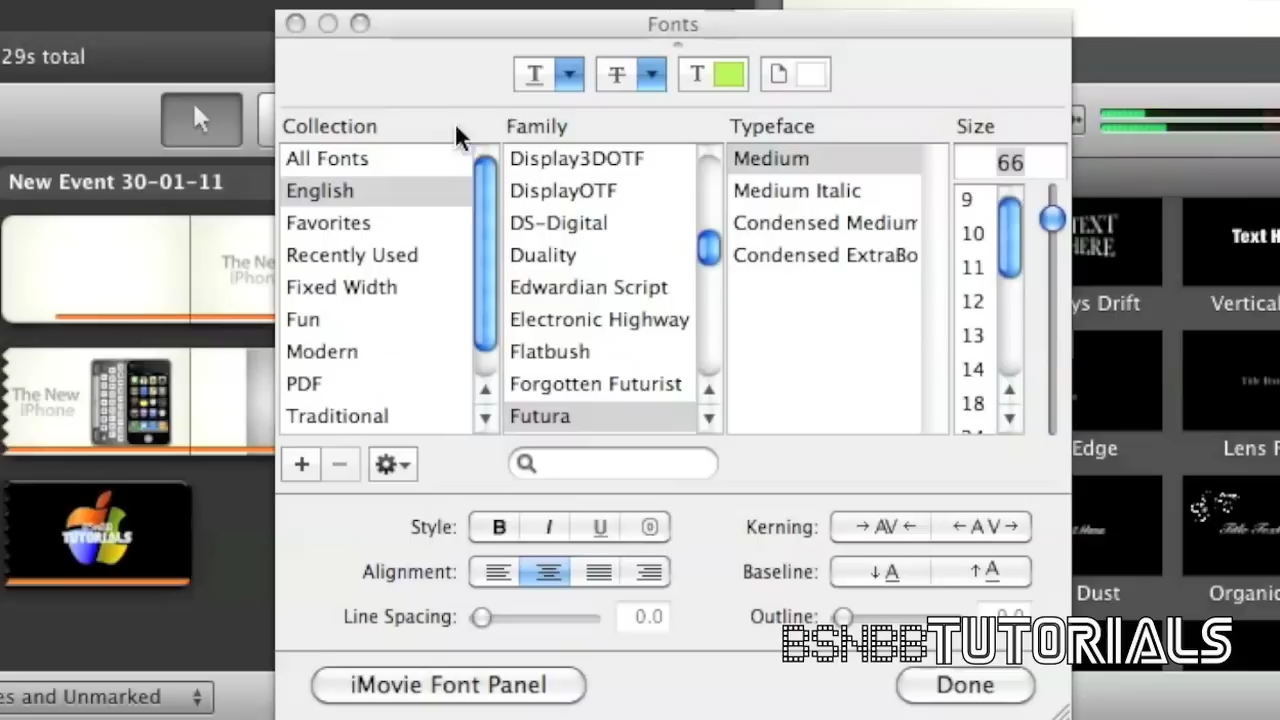 Fonts
29s total
T
T
T
Collection
Family
Typeface
Size
New Event 30-01-11
All Fonts
English
Favorites
Recently Used
Fixed Width
Fun
Modern
PDF
Traditional
Display3DOTF
DisplayOTF
DS-Digital
Duality
Edwardian Script
Electronic Highway
Flatbush
Forgotten Futurist
Futura
Medium
Medium Italic
Condensed Medium
Condensed ExtraBo
66
9
10
11
12
13
14
18
The Ne
iPhone
The New
iPhone
TUTORIALS
TEXT
HERE
Text H
ys Drift
Vertical
Edge
Lens F
Dust
Organic
Style:
B I U O
Kerning:
→ AV ←
← A V →
Alignment:
Baseline:
↓A
↑A
Line Spacing:
0.0
Outline:
0.0
BSNBBTUTORIALS
iMovie Font Panel
Done
es and Unmarked